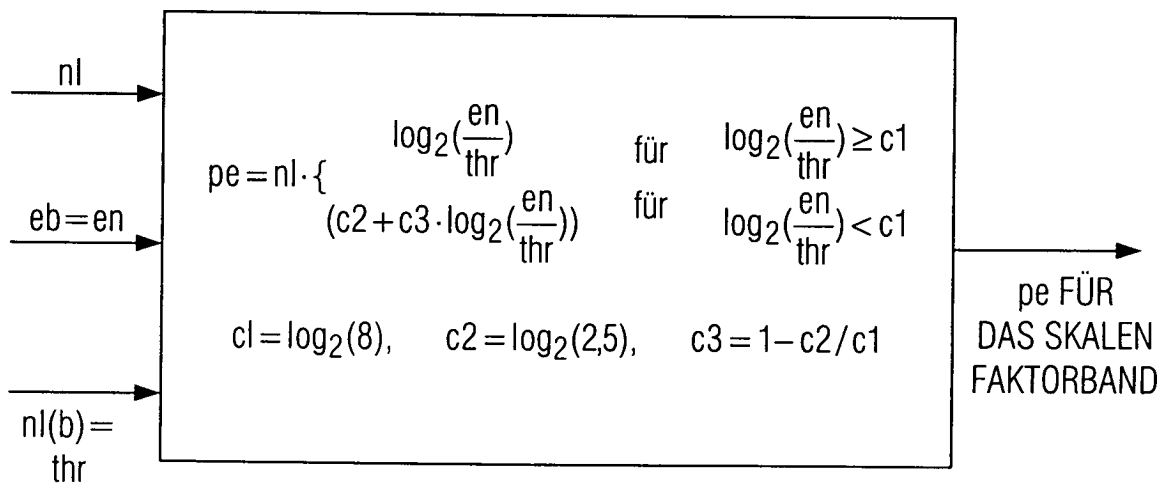 nl
eb=en
nl(b)=
thr
pe=nl·{
log2(en/thr) für log2(en/thr)≥c1
(c2+c3·log2(en/thr)) für log2(en/thr)<c1
cl=log2(8), c2=log2(2,5), c3=1–c2/c1
pe FÜR
DAS SKALEN
FAKTORBAND